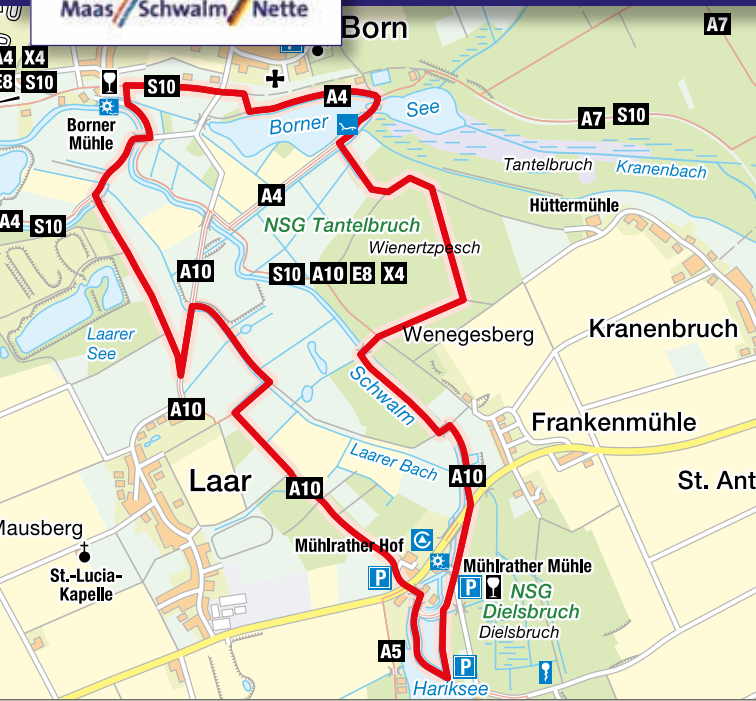 Maas//Schwalm/Nette
Born
A7
A4 X4
E8 S10
S10
A4
See
Borner
A7 S10
Borner
Mühle
Tantelbruch
Kranenbach
A4
Hüttermühle
A4 S10
NSG Tantelbruch
Wienertzpesch
A10
S10 A10 E8 X4
Laarer
See
Wenegesberg
Kranenbruch
Schwalm
A10
Frankenmühle
Laarer Bach
Laar
A10
A10
St. Ant
Mausberg
Mühlrather Hof
St.-Lucia-
Kapelle
P
Mühlrather Mühle
P
NSG
Dielsbruch
Dielsbruch
A5
P
Hariksee